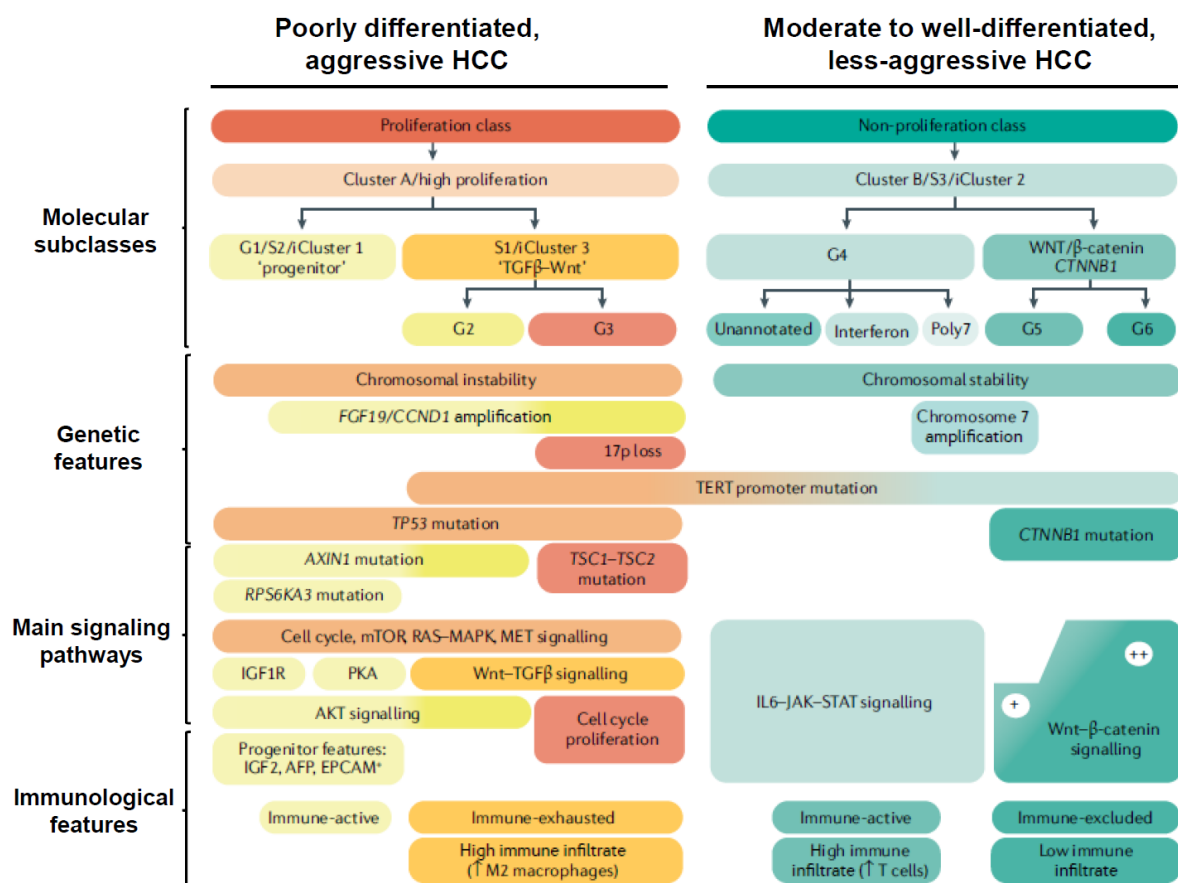 Poorly differentiated,
aggressive HCC
Moderate to well-differentiated,
less-aggressive HCC
Molecular
subclasses
Proliferation class
Non-proliferation class
Cluster A/high proliferation
Cluster B/S3/iCluster 2
G1/S2/iCluster 1
'progenitor'
S1/iCluster 3
'TGFβ–Wnt'
G4
WNT/β-catenin
CTNNB1
G2
G3
Unannotated
Interferon
Poly7
G5
G6
Genetic
features
Chromosomal instability
Chromosomal stability
FGF19/CCND1 amplification
Chromosome 7
amplification
17p loss
TERT promoter mutation
TP53 mutation
CTNNB1 mutation
AXIN1 mutation
TSC1–TSC2
mutation
RPS6KA3 mutation
Main signaling
pathways
Cell cycle, mTOR, RAS–MAPK, MET signalling
IGF1R
PKA
Wnt–TGFβ signalling
IL6–JAK–STAT signalling
++
+
Wnt–β-catenin
signalling
AKT signalling
Cell cycle
proliferation
Immunological
features
Progenitor features:
IGF2, AFP, EPCAM*
Immune-active
Immune-exhausted
Immune-active
Immune-excluded
High immune infiltrate
(↑M2 macrophages)
High immune
infiltrate (↑T cells)
Low immune
infiltrate